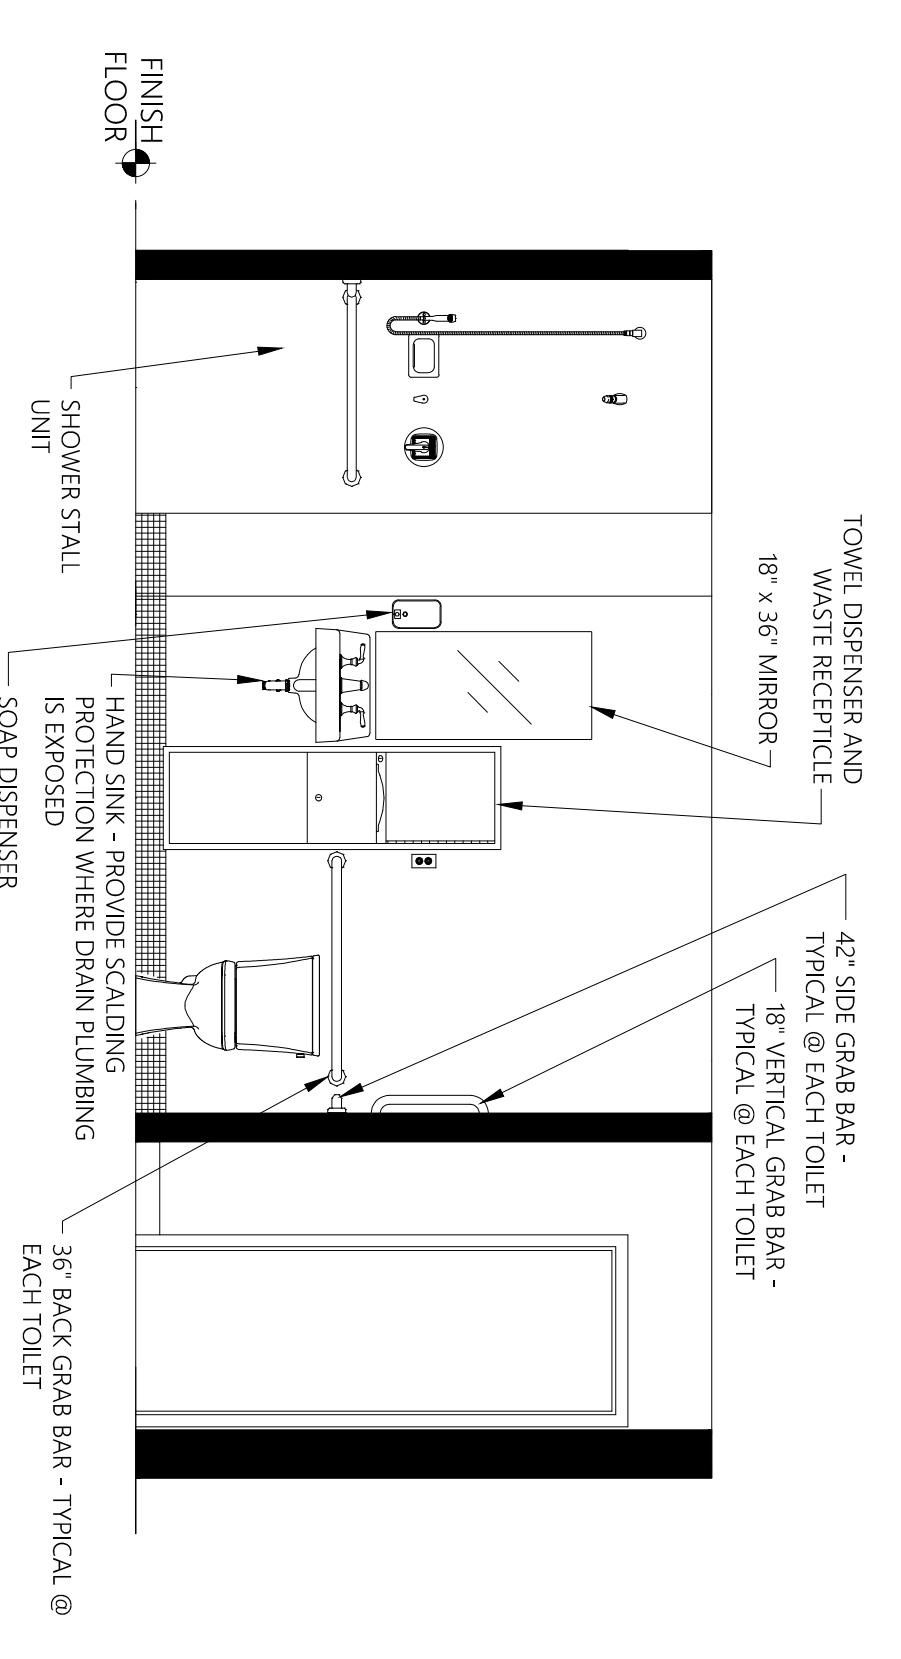 FINISH
FLOOR
TOWEL DISPENSER AND
WASTE RECEPTICLE
18" x 36" MIRROR
42" SIDE GRAB BAR -
TYPICAL @ EACH TOILET
18" VERTICAL GRAB BAR -
TYPICAL @ EACH TOILET
SHOWER STALL
UNIT
HAND SINK - PROVIDE SCALDING
PROTECTION WHERE DRAIN PLUMBING
IS EXPOSED
SOAP DISPENSER
36" BACK GRAB BAR - TYPICAL @
EACH TOILET